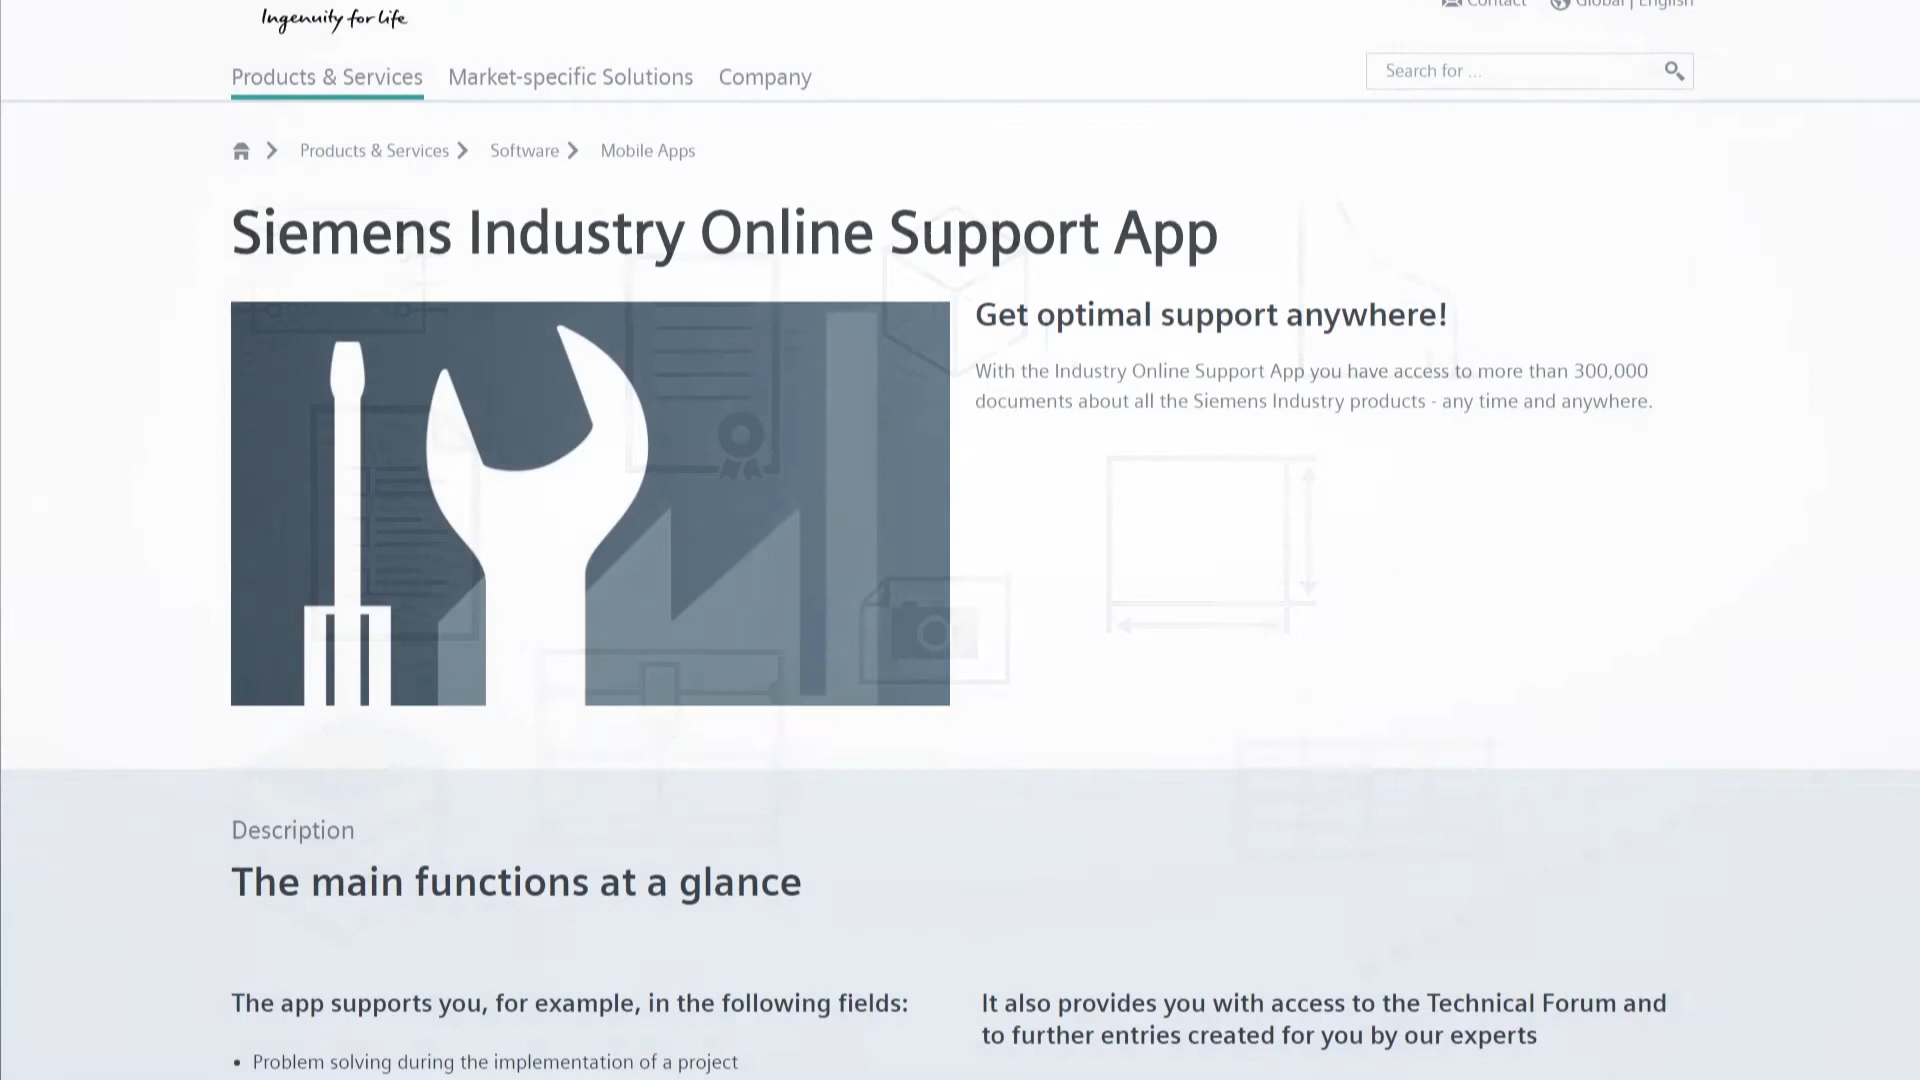 Ingenuity for life
Contact Global | English
Products & Services Market-specific Solutions Company
Search for ...
Products & Services Software Mobile Apps
Siemens Industry Online Support App
Get optimal support anywhere!
With the Industry Online Support App you have access to more than 300,000
documents about all the Siemens Industry products - any time and anywhere.
Description
The main functions at a glance
The app supports you, for example, in the following fields:
• Problem solving during the implementation of a project
It also provides you with access to the Technical Forum and
to further entries created for you by our experts